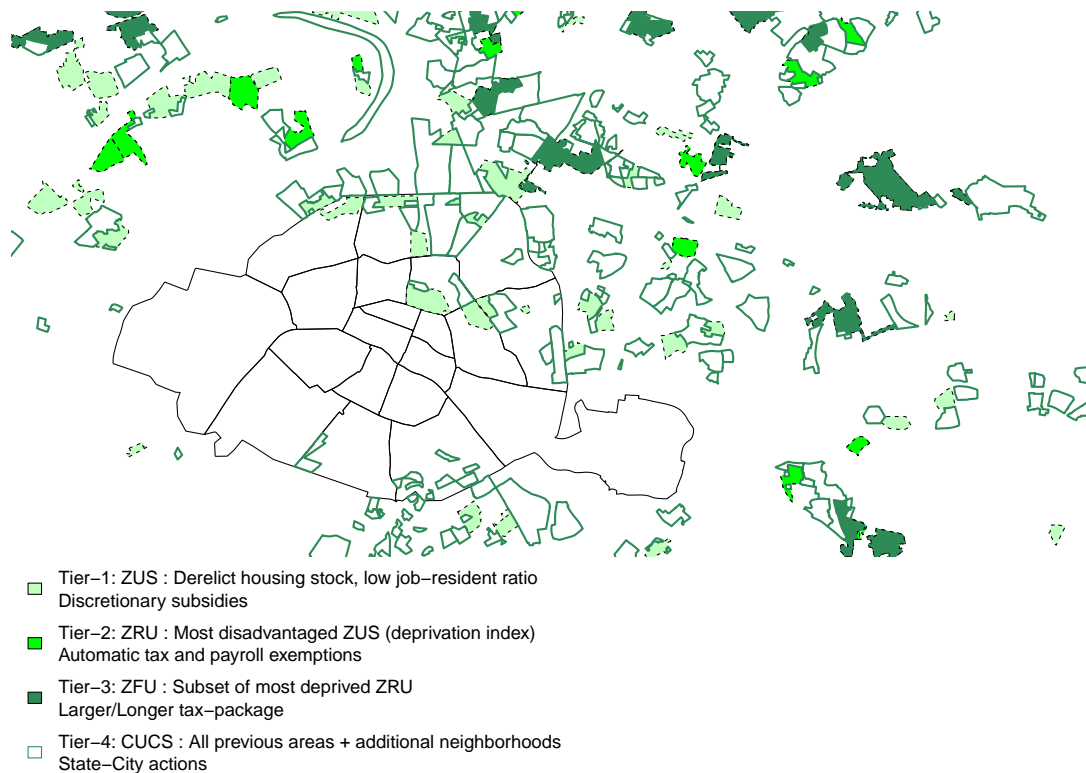 Tier−1: ZUS : Derelict housing stock, low job−resident ratio
Discretionary subsidies
Tier−2: ZRU : Most disadvantaged ZUS (deprivation index)
Automatic tax and payroll exemptions
Tier−3: ZFU : Subset of most deprived ZRU
Larger/Longer tax−package
Tier−4: CUCS : All previous areas + additional neighborhoods
State−City actions